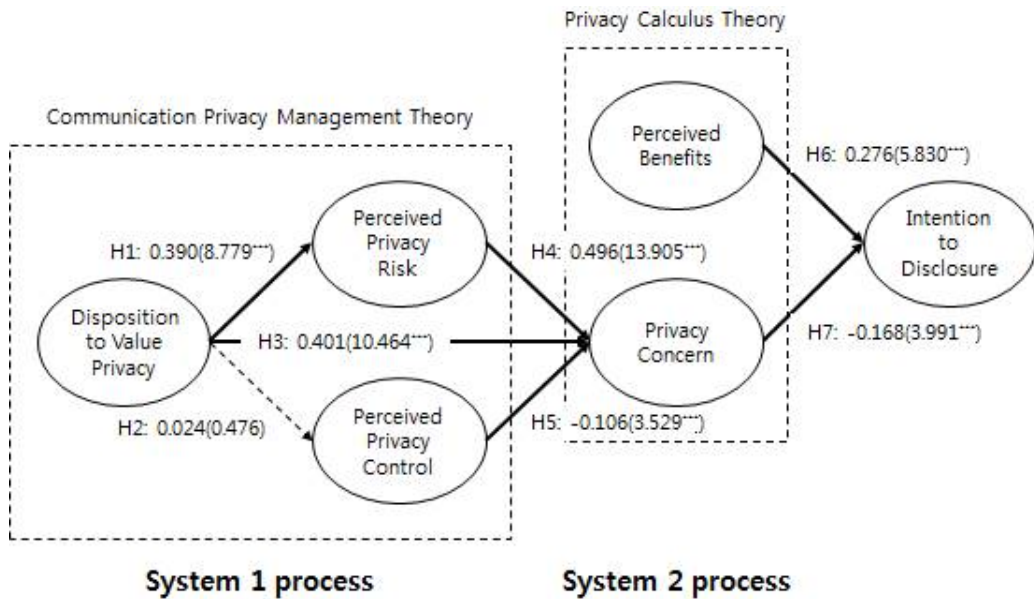 Privacy Calculus Theory
Communication Privacy Management Theory
Perceived
Benefits
H6: 0.276(5.830***)
Perceived
Privacy
Risk
Intention
to
Disclosure
H1: 0.390(8.779***)
H4: 0.496(13.905***)
Disposition
to Value
Privacy
H3: 0.401(10.464***)
Privacy
Concern
H7: -0.168(3.991***)
H2: 0.024(0.476)
Perceived
Privacy
Control
H5: -0.106(3.529***)
System 1 process
System 2 process